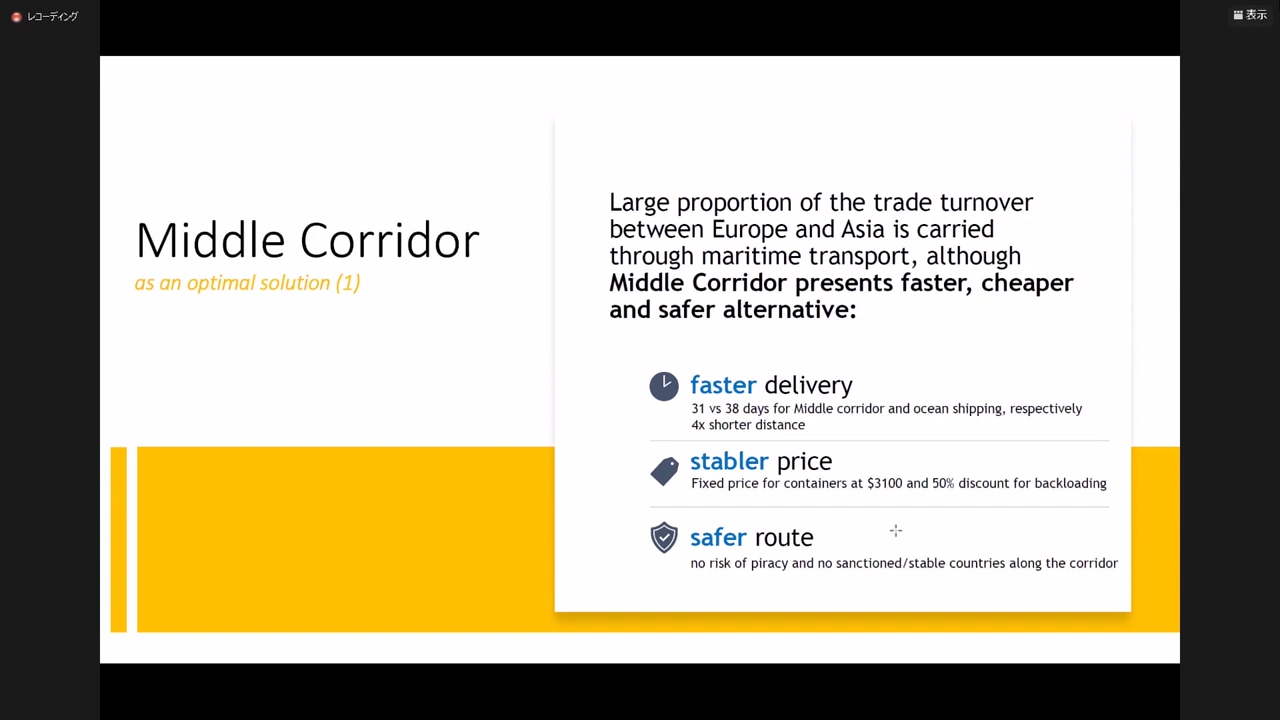 レコーディング
表示
Middle Corridor
as an optimal solution (1)
Large proportion of the trade turnover
between Europe and Asia is carried
through maritime transport, although
Middle Corridor presents faster, cheaper
and safer alternative:
faster delivery
31 vs 38 days for Middle corridor and ocean shipping, respectively
4x shorter distance
stabler price
Fixed price for containers at $3100 and 50% discount for backloading
safer route
no risk of piracy and no sanctioned/stable countries along the corridor